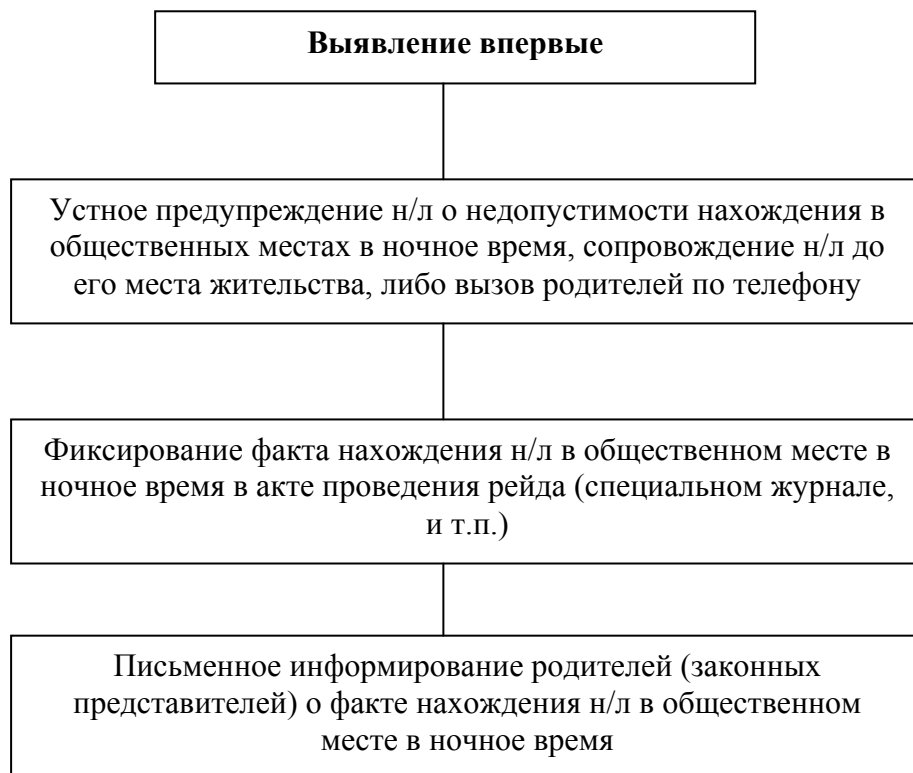 Выявление впервые
Устное предупреждение н/л о недопустимости нахождения в
общественных местах в ночное время, сопровождение н/л до
его места жительства, либо вызов родителей по телефону
Фиксирование факта нахождения н/л в общественном месте в
ночное время в акте проведения рейда (специальном журнале,
и т.п.)
Письменное информирование родителей (законных
представителей) о факте нахождения н/л в общественном
месте в ночное время